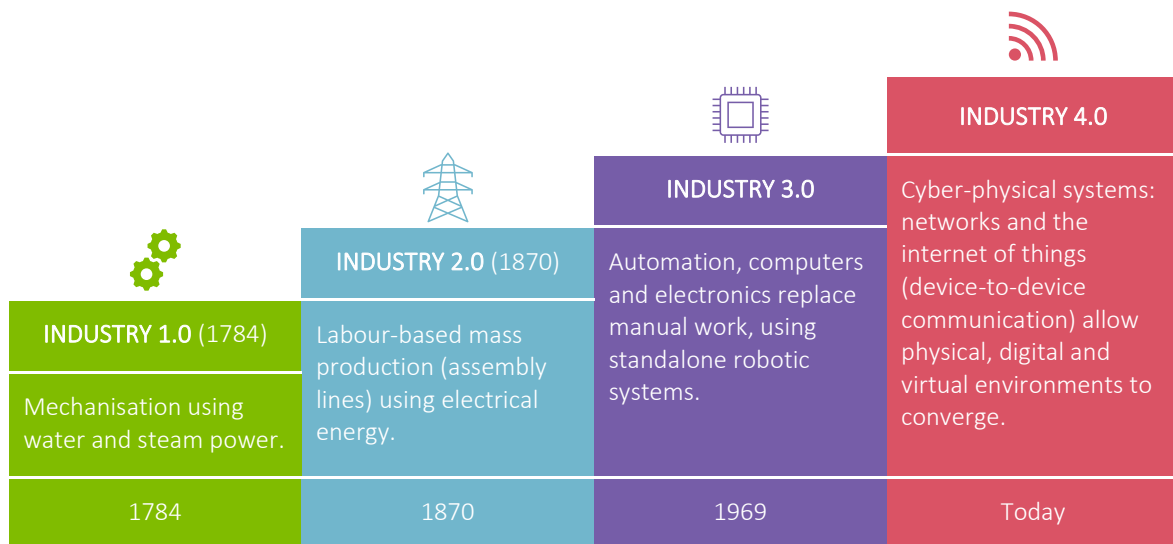 INDUSTRY 1.0 (1784)
Mechanisation using
water and steam power.
1784
INDUSTRY 2.0 (1870)
Labour-based mass
production (assembly
lines) using electrical
energy.
1870
INDUSTRY 3.0
Automation, computers
and electronics replace
manual work, using
standalone robotic
systems.
1969
INDUSTRY 4.0
Cyber-physical systems:
networks and the
internet of things
(device-to-device
communication) allow
physical, digital and
virtual environments to
converge.
Today